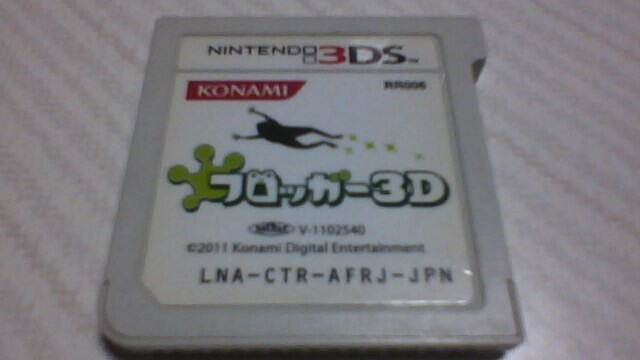 NINTENDO 3DS™
KONAMI
RR006
フロッガー3D
V-1102540
©2011 Konami Digital Entertainment
LNA-CTR-AFRJ-JPN